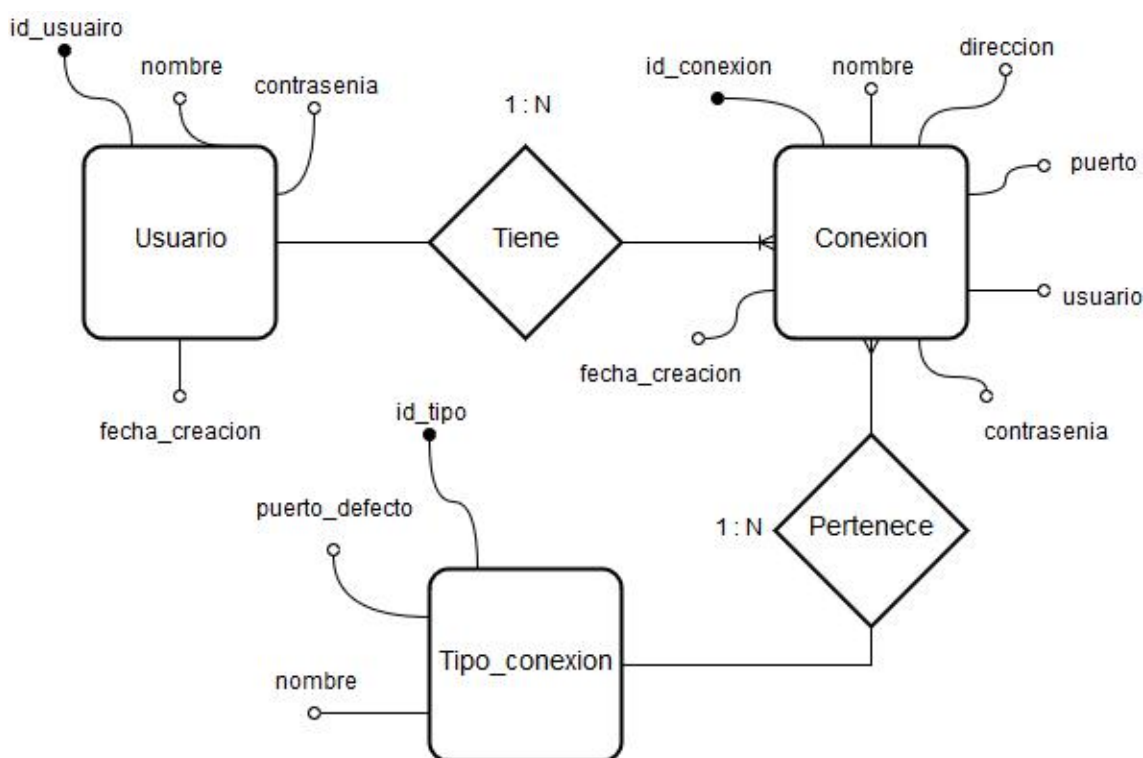 id_usuairo
nombre
contrasenia
1 : N
id_conexion
nombre
direccion
puerto
Usuario
Tiene
Conexion
usuario
fecha_creacion
fecha_creacion
contrasenia
id_tipo
puerto_defecto
1 : N
Pertenece
Tipo_conexion
nombre